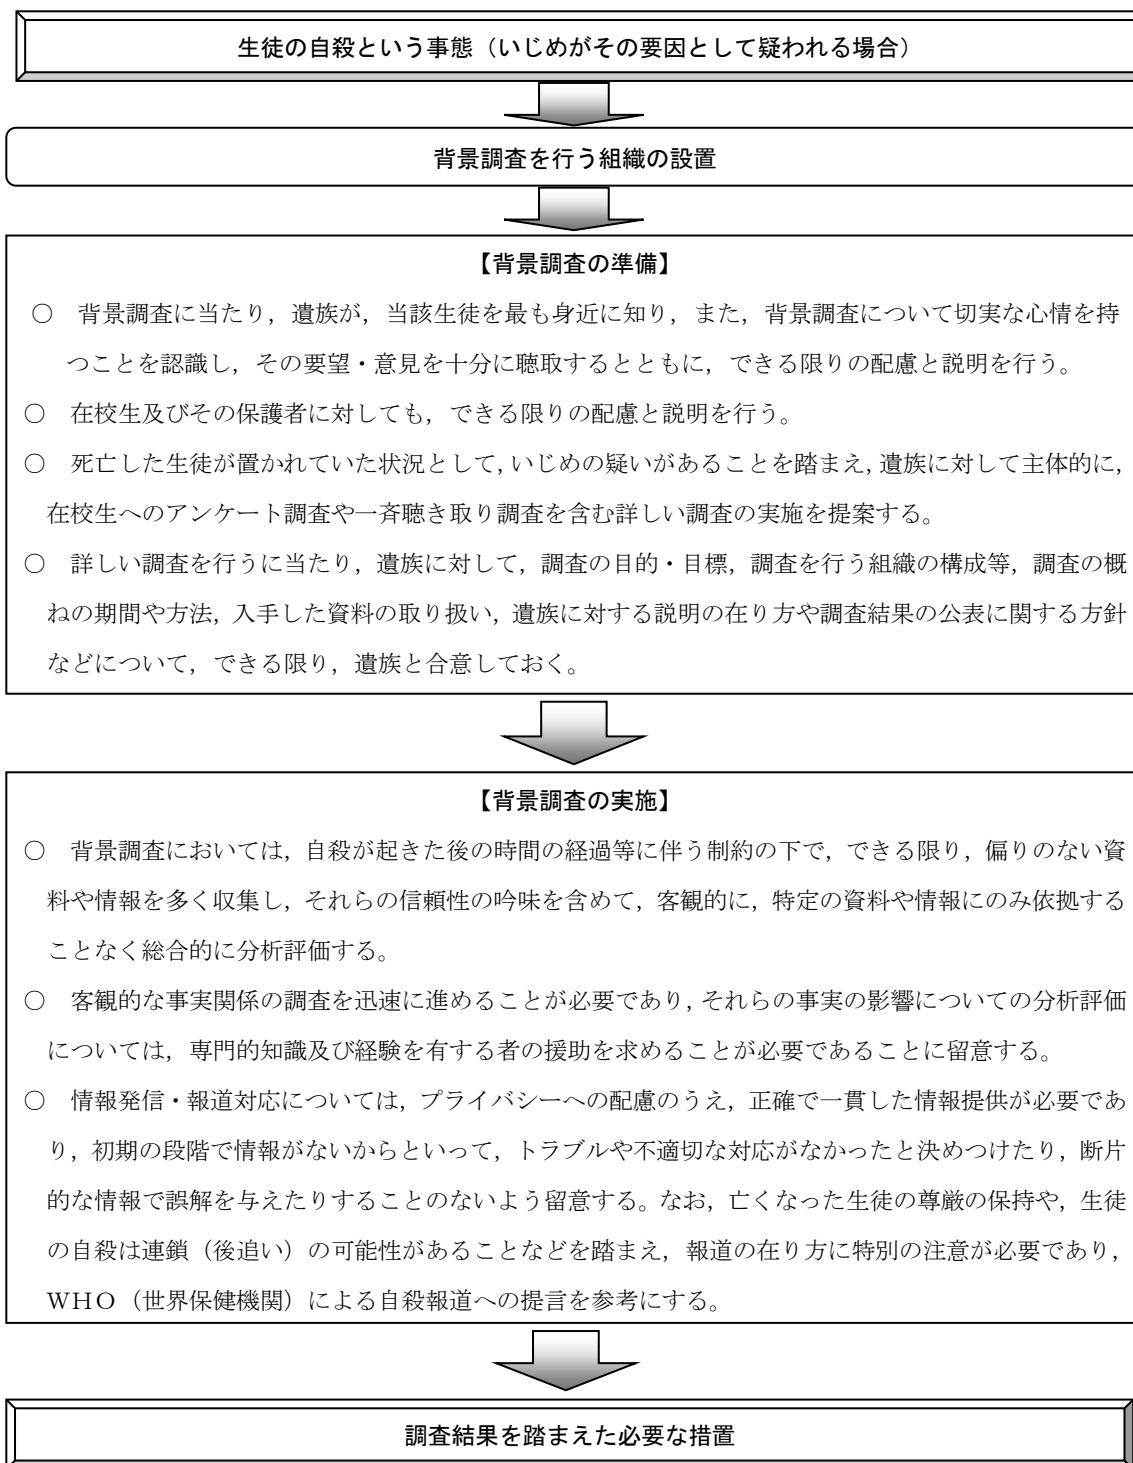 生徒の自殺という事態（いじめがその要因として疑われる場合）
背景調査を行う組織の設置
【背景調査の準備】
○　背景調査に当たり，遺族が，当該生徒を最も身近に知り，また，背景調査について切実な心情を持
つことを認識し，その要望・意見を十分に聴取するとともに，できる限りの配慮と説明を行う。
○　在校生及びその保護者に対しても，できる限りの配慮と説明を行う。
○　死亡した生徒が置かれていた状況として，いじめの疑いがあることを踏まえ，遺族に対して主体的に，
在校生へのアンケート調査や一斉聴き取り調査を含む詳しい調査の実施を提案する。
○　詳しい調査を行うに当たり，遺族に対して，調査の目的・目標，調査を行う組織の構成等，調査の概
ねの期間や方法，入手した資料の取り扱い，遺族に対する説明の在り方や調査結果の公表に関する方針
などについて，できる限り，遺族と合意しておく。
【背景調査の実施】
○　背景調査においては，自殺が起きた後の時間の経過等に伴う制約の下で，できる限り，偏りのない資
料や情報を多く収集し，それらの信頼性の吟味を含めて，客観的に，特定の資料や情報にのみ依拠する
ことなく総合的に分析評価する。
○　客観的な事実関係の調査を迅速に進めることが必要であり，それらの事実の影響についての分析評価
については，専門的知識及び経験を有する者の援助を求めることが必要であることに留意する。
○　情報発信・報道対応については，プライバシーへの配慮のうえ，正確で一貫した情報提供が必要であ
り，初期の段階で情報がないからといって，トラブルや不適切な対応がなかったと決めつけたり，断片
的な情報で誤解を与えたりすることのないよう留意する。なお，亡くなった生徒の尊厳の保持や，生徒
の自殺は連鎖（後追い）の可能性があることなどを踏まえ，報道の在り方に特別の注意が必要であり，
ＷＨＯ（世界保健機関）による自殺報道への提言を参考にする。
調査結果を踏まえた必要な措置